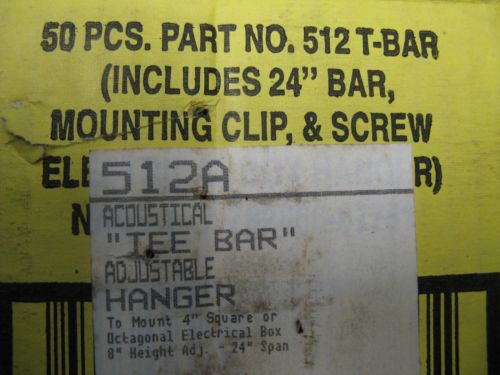 50 PCS. PART NO. 512 T-BAR
(INCLUDES 24" BAR,
MOUNTING CLIP, & SCREW
512A
ACOUSTICAL
"TEE BAR"
ADJUSTABLE
HANGER
To Mount 4" Square or
Octagonal Electrical Box
8" Height Adj. - 24" Span